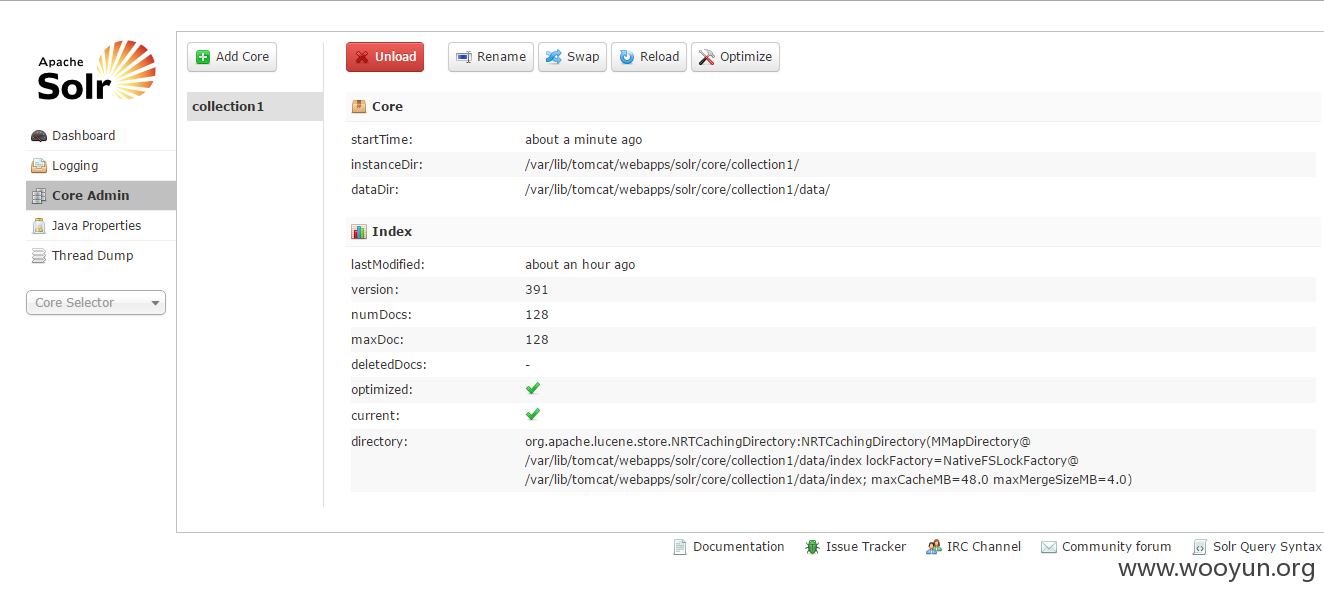 Apache
Solr
Dashboard
Logging
Core Admin
Java Properties
Thread Dump
Core Selector
Add Core
collection1
Unload
Rename
Swap
Reload
Optimize
Core
startTime: about a minute ago
instanceDir: /var/lib/tomcat/webapps/solr/core/collection1/
dataDir: /var/lib/tomcat/webapps/solr/core/collection1/data/
Index
lastModified: about an hour ago
version: 391
numDocs: 128
maxDoc: 128
deletedDocs: -
optimized:
current:
directory: org.apache.lucene.store.NRTCachingDirectory:NRTCachingDirectory(MMapDirectory@
/var/lib/tomcat/webapps/solr/core/collection1/data/index lockFactory=NativeFSLockFactory@
/var/lib/tomcat/webapps/solr/core/collection1/data/index; maxCacheMB=48.0 maxMergeSizeMB=4.0)
Documentation Issue Tracker IRC Channel Community forum Solr Query Syntax
www.wooyun.org